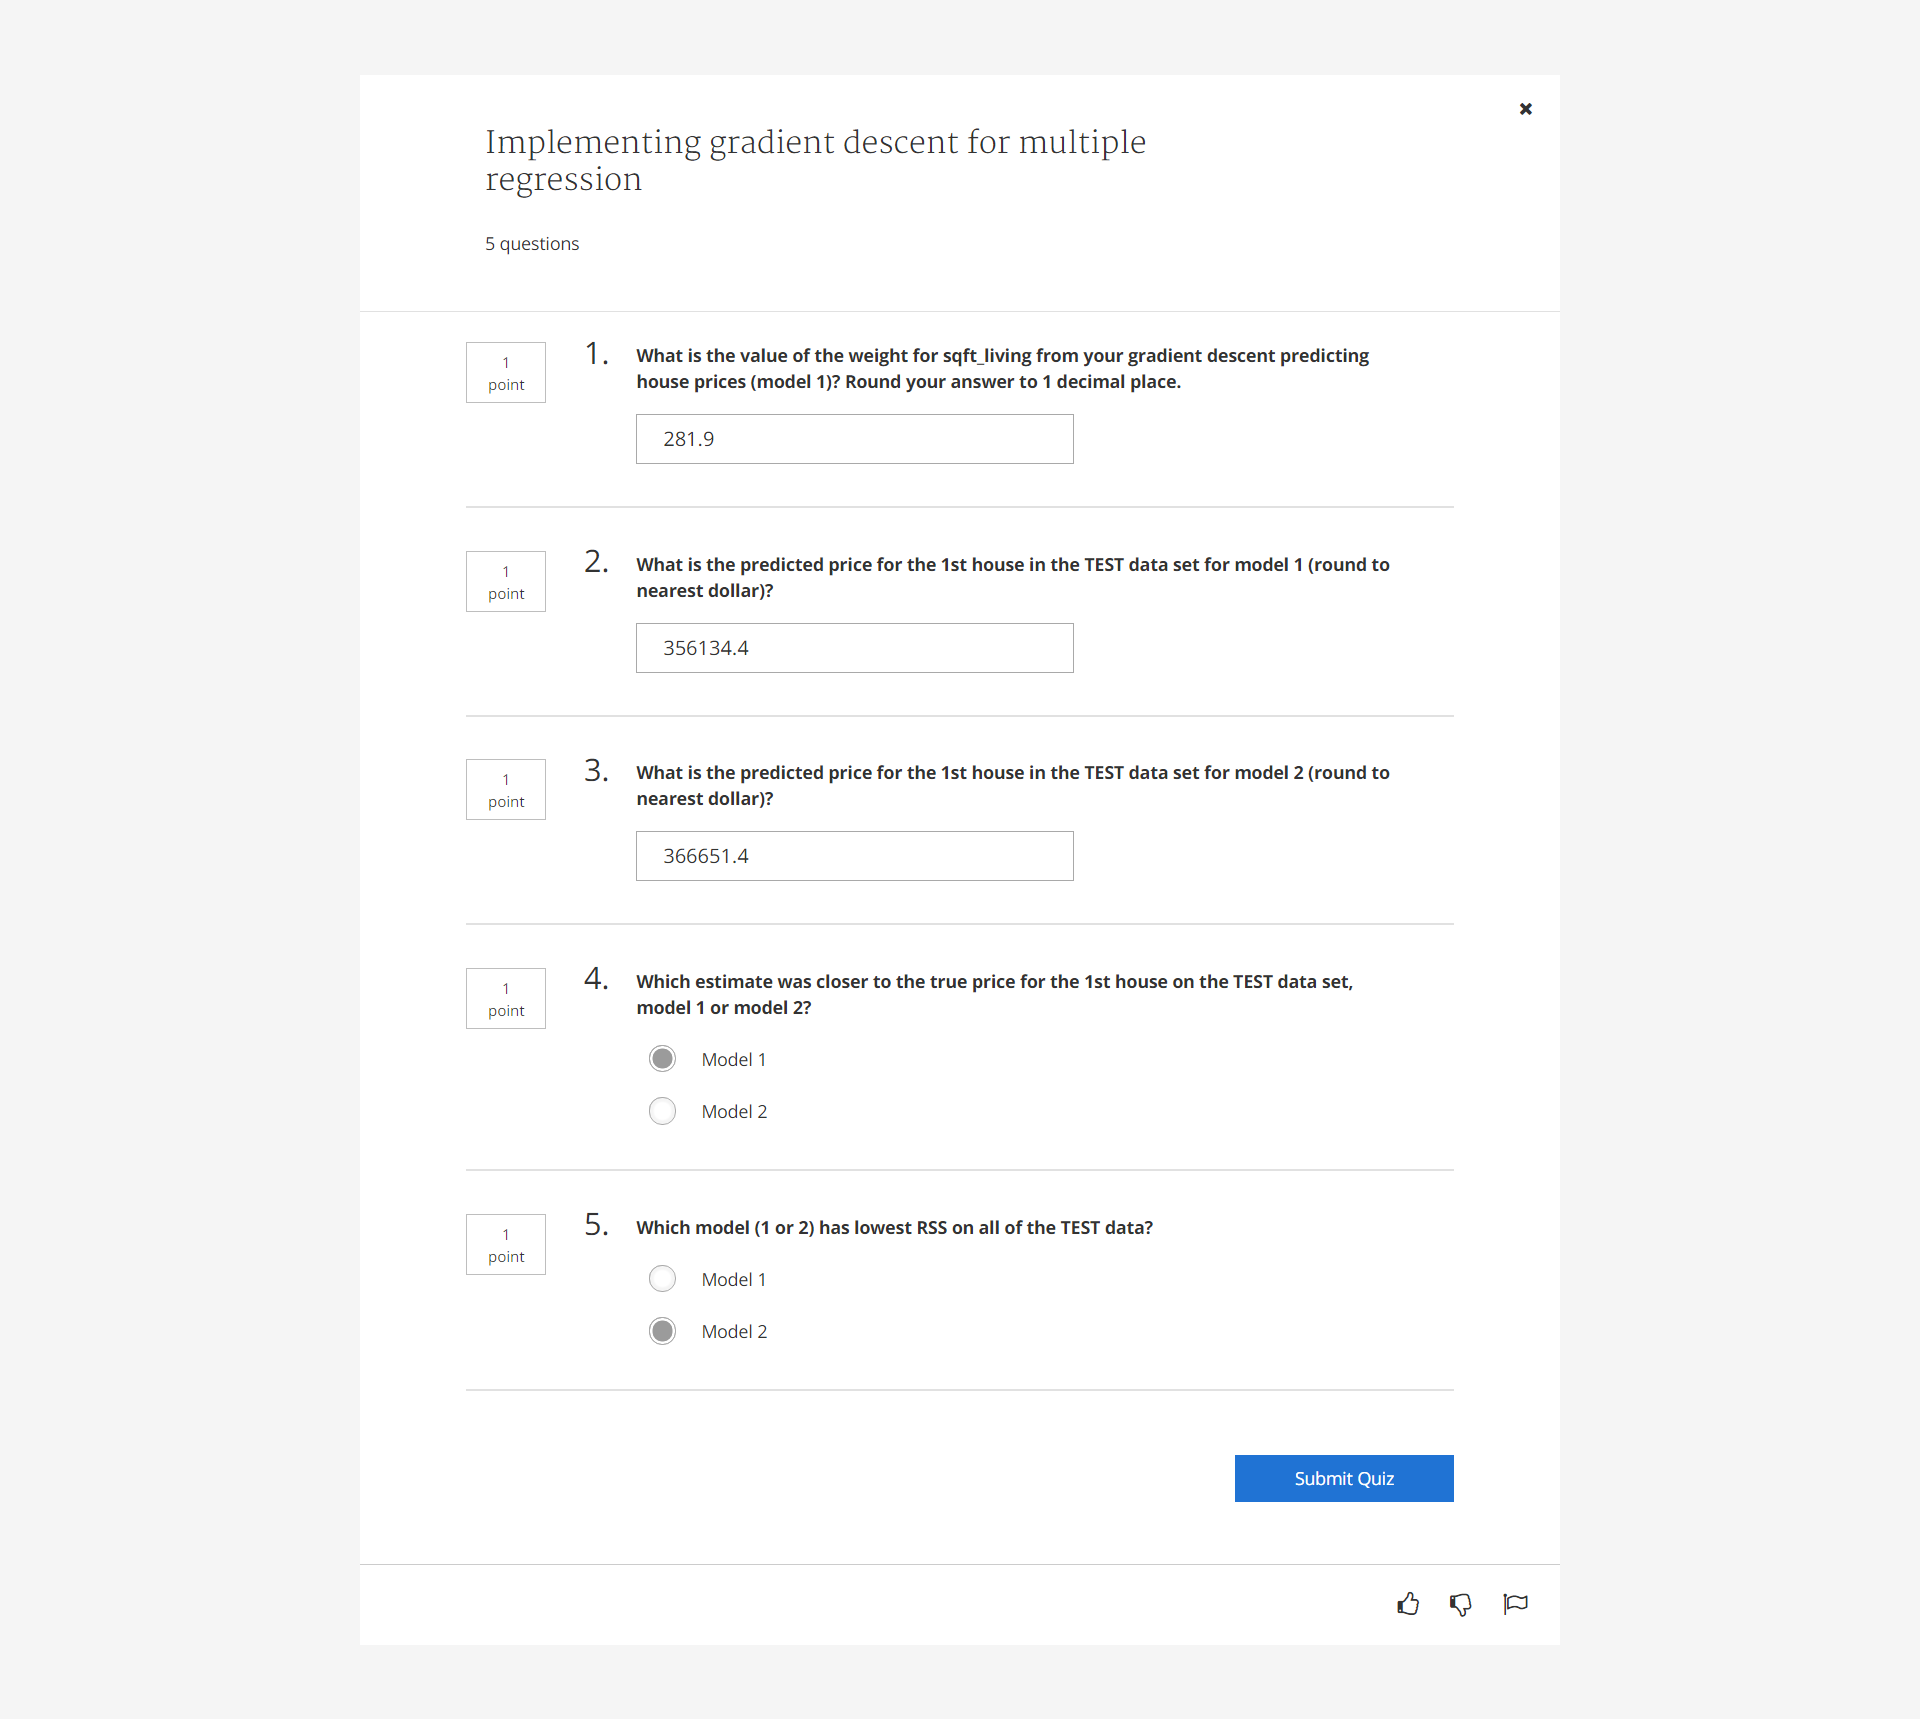 Implementing gradient descent for multiple
regression
5 questions
1
point
1.
What is the value of the weight for sqft_living from your gradient descent predicting
house prices (model 1)? Round your answer to 1 decimal place.
281.9
1
point
2.
What is the predicted price for the 1st house in the TEST data set for model 1 (round to
nearest dollar)?
356134.4
1
point
3.
What is the predicted price for the 1st house in the TEST data set for model 2 (round to
nearest dollar)?
366651.4
1
point
4.
Which estimate was closer to the true price for the 1st house on the TEST data set,
model 1 or model 2?
Model 1
Model 2
1
point
5.
Which model (1 or 2) has lowest RSS on all of the TEST data?
Model 1
Model 2
Submit Quiz